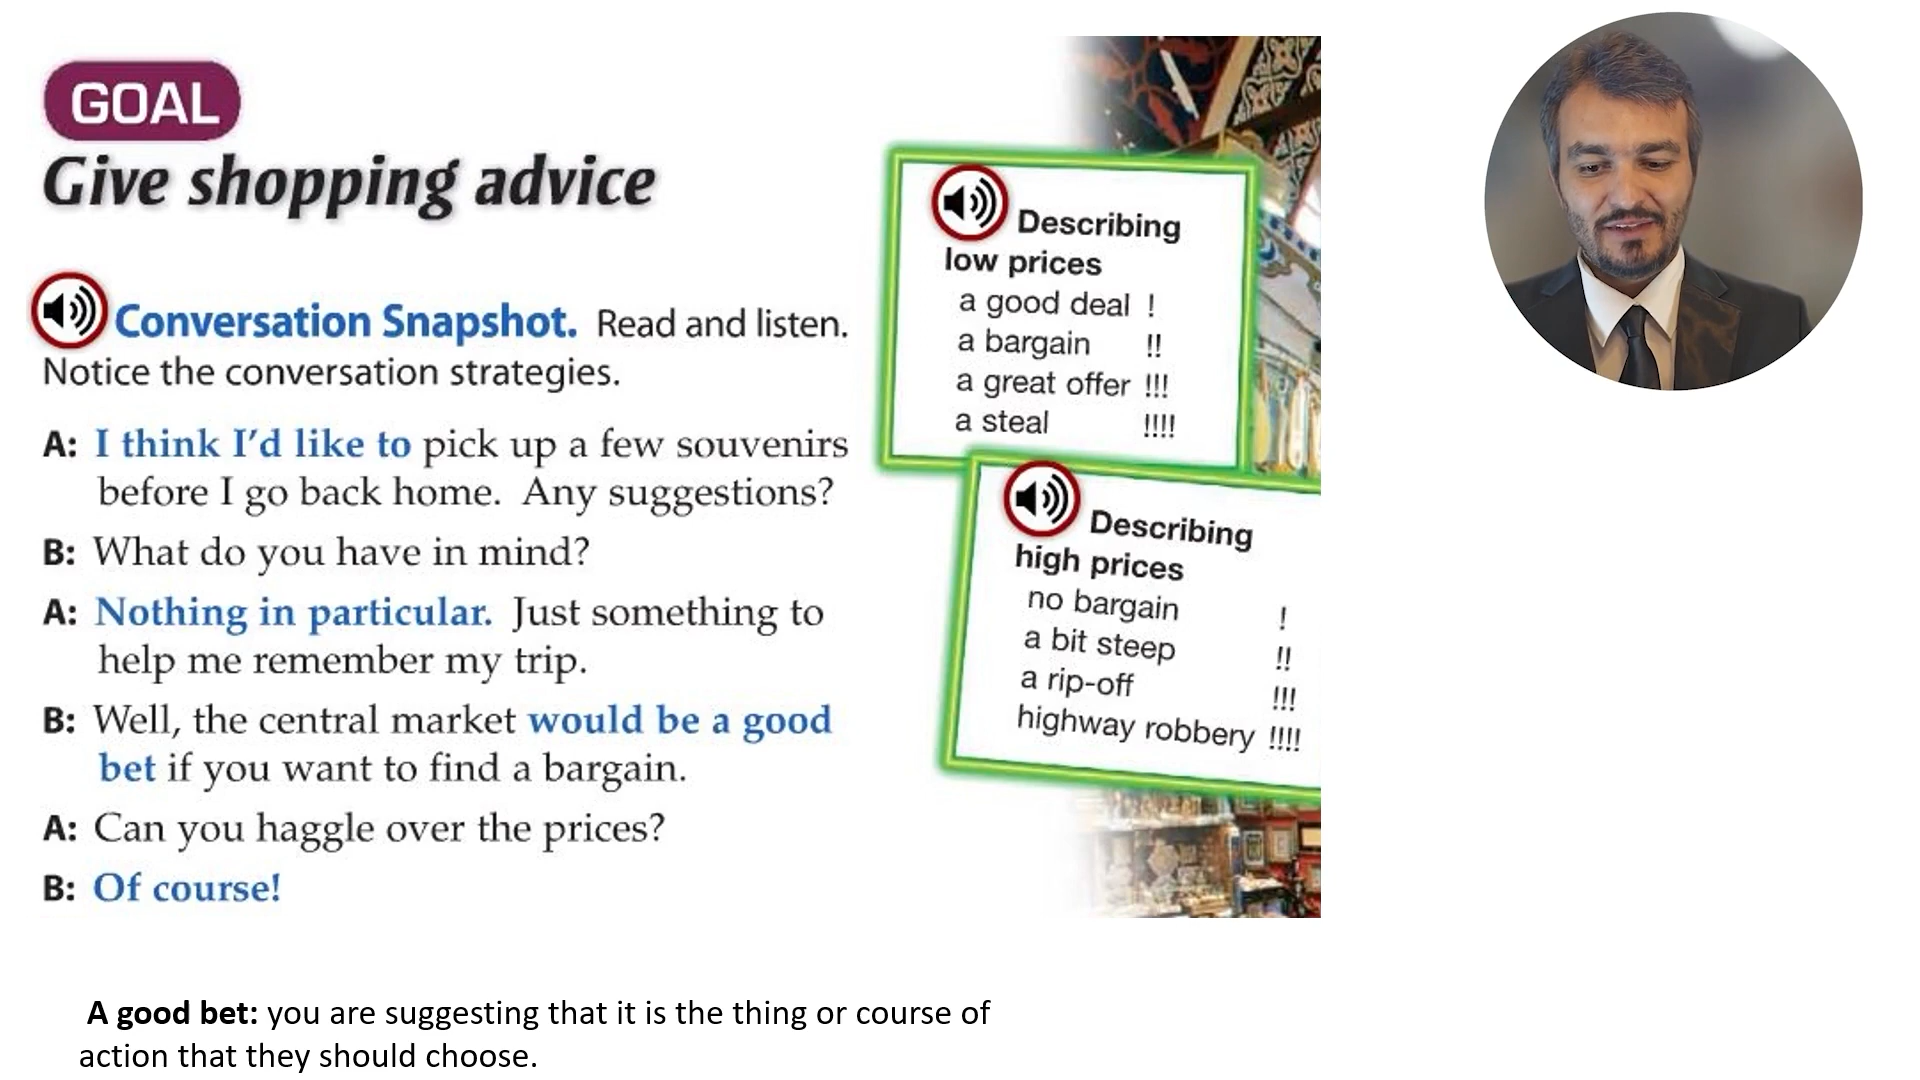 GOAL
Give shopping advice
Conversation Snapshot. Read and listen.
Notice the conversation strategies.
A: I think I’d like to pick up a few souvenirs
before I go back home. Any suggestions?
B: What do you have in mind?
A: Nothing in particular. Just something to
help me remember my trip.
B: Well, the central market would be a good
bet if you want to find a bargain.
A: Can you haggle over the prices?
B: Of course!
Describing
low prices
a good deal !
a bargain !!
a great offer !!!
a steal !!!!
Describing
high prices
no bargain !
a bit steep !!
a rip-off !!!
highway robbery !!!!
A good bet: you are suggesting that it is the thing or course of
action that they should choose.